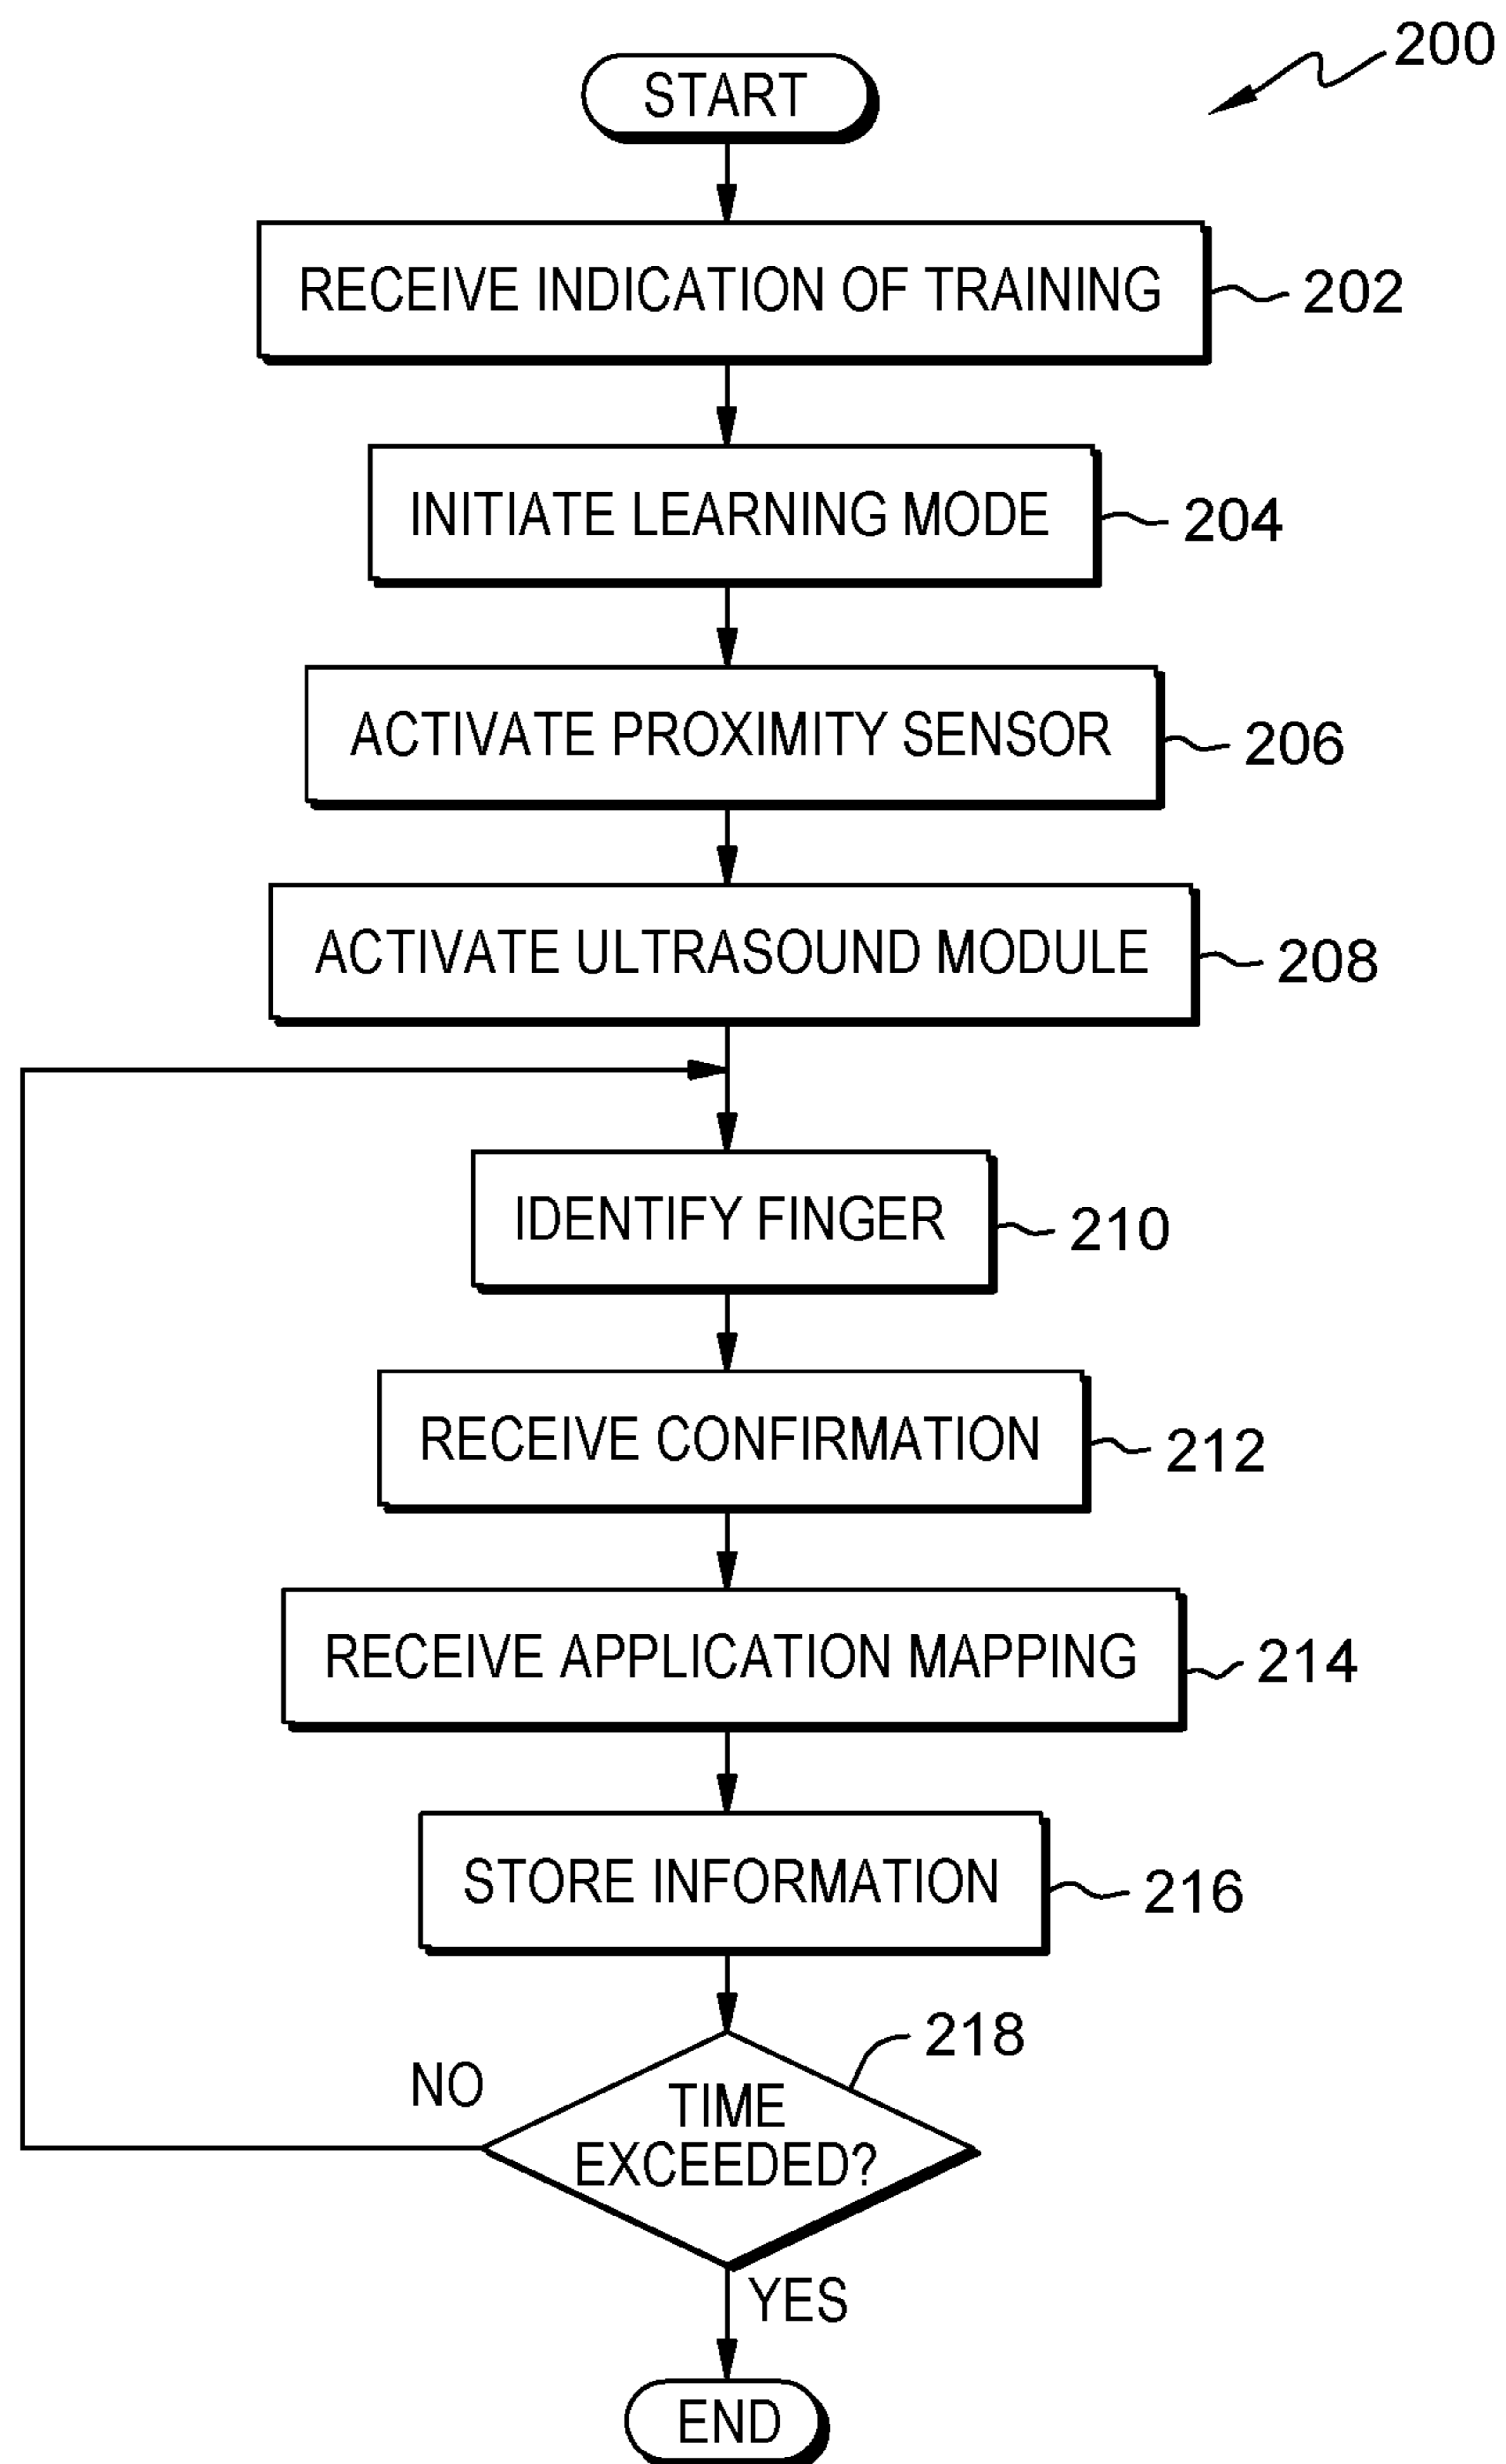 200
START
RECEIVE INDICATION OF TRAINING
202
INITIATE LEARNING MODE
204
ACTIVATE PROXIMITY SENSOR
206
ACTIVATE ULTRASOUND MODULE
208
IDENTIFY FINGER
210
RECEIVE CONFIRMATION
212
RECEIVE APPLICATION MAPPING
214
STORE INFORMATION
216
218
NO
TIME
EXCEEDED?
YES
END